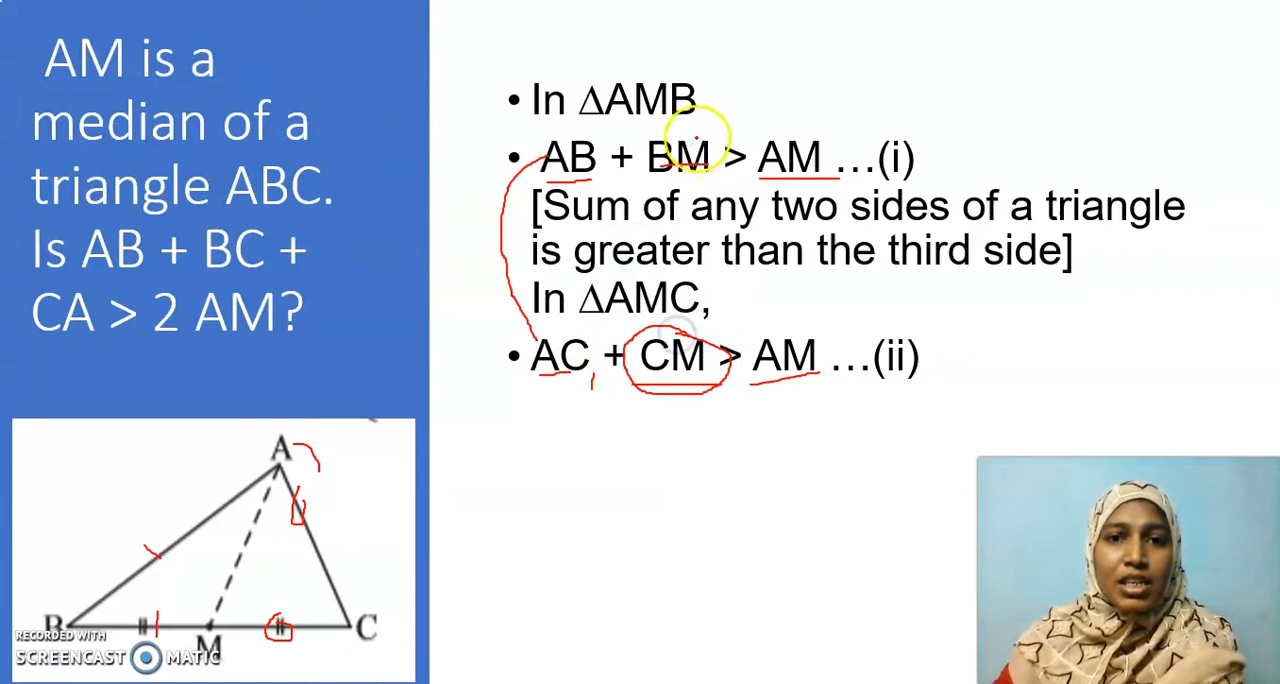 AM is a
median of a
triangle ABC.
Is AB + BC +
CA > 2 AM?
• In ∆AMB
• AB + BM > AM …(i)
[Sum of any two sides of a triangle
is greater than the third side]
In ∆AMC,
• AC + CM > AM …(ii)
A
B
M
C
RECORDED WITH
SCREENCAST MATIC